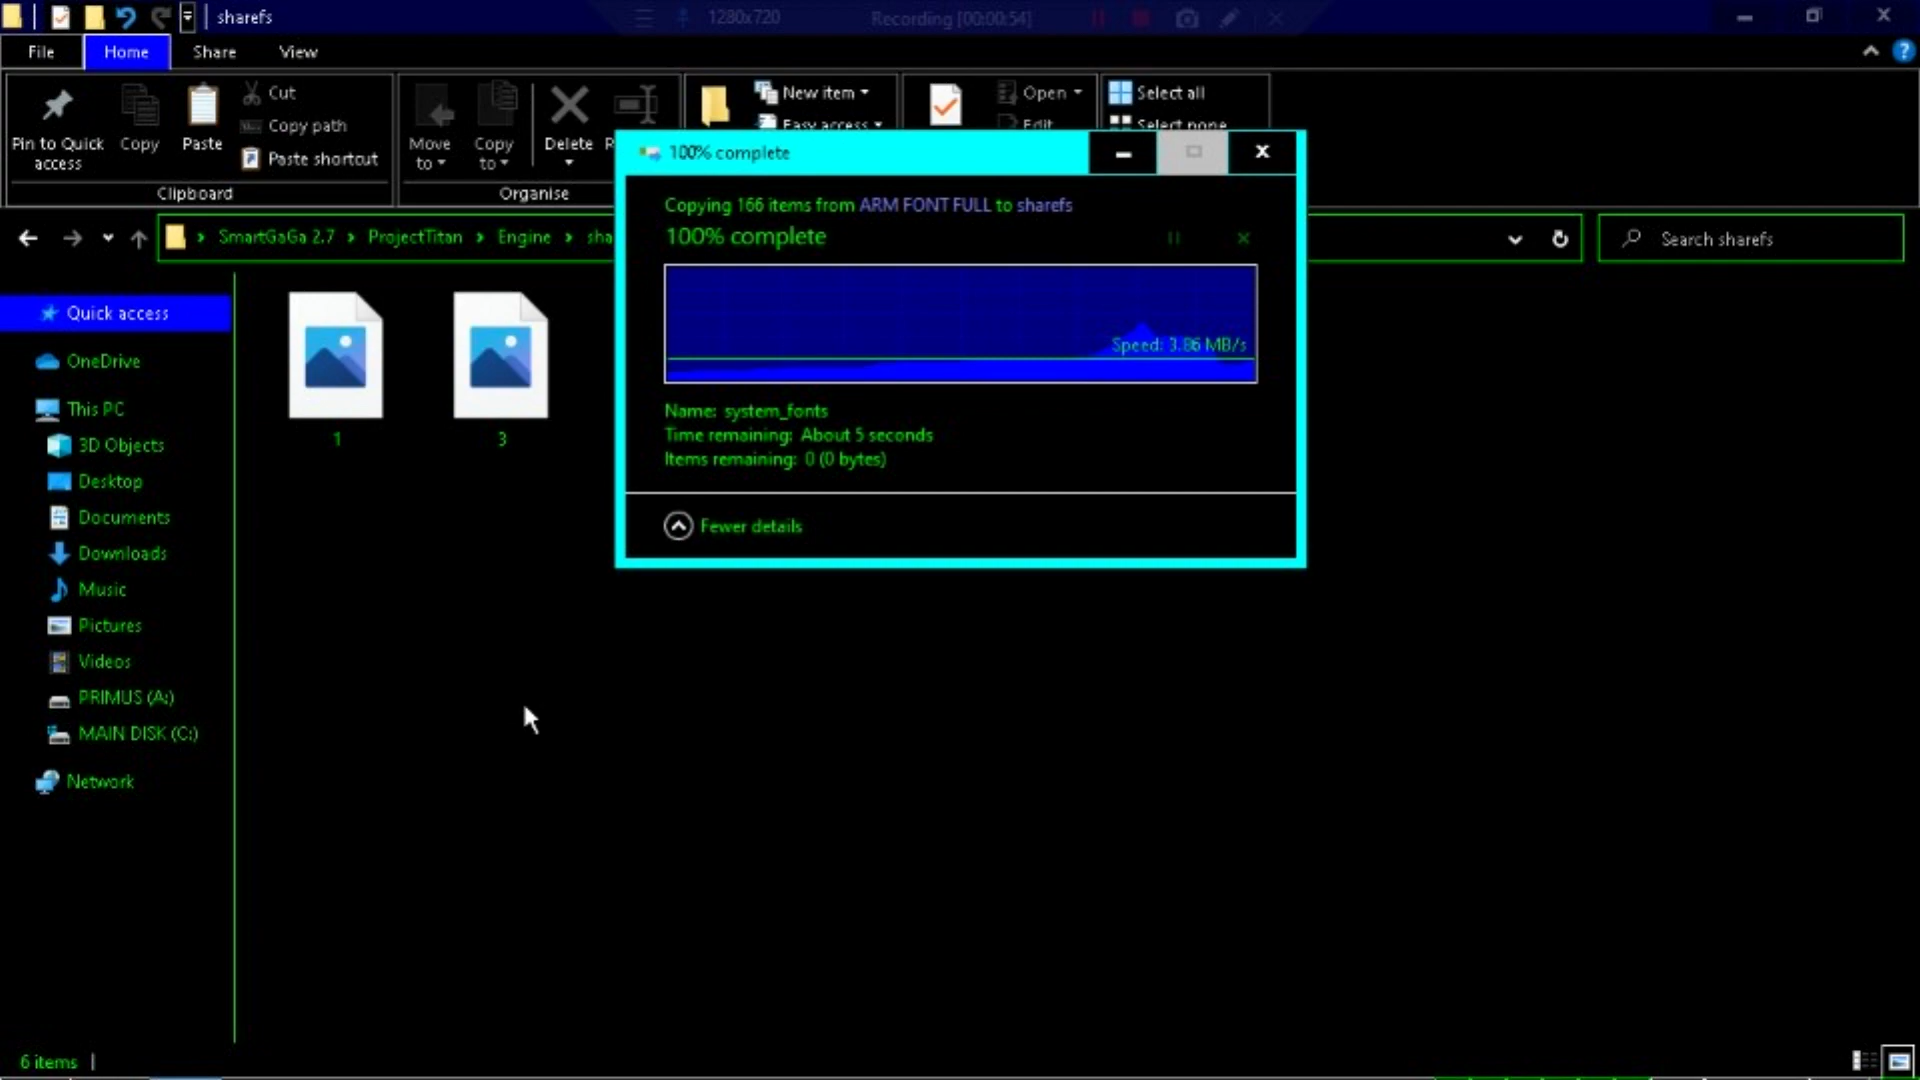 sharefs
1280x720
Recording [00:00:54]
File
Home
Share
View
Pin to Quick
access
Copy
Paste
Cut
Copy path
Paste shortcut
Clipboard
Move
to
Copy
to
Delete
Organise
New item
Easy access
Open
Edit
Select all
Select none
100% complete
Copying 166 items from ARM FONT FULL to sharefs
100% complete
Speed: 3.86 MB/s
Name: system_fonts
Time remaining: About 5 seconds
Items remaining: 0 (0 bytes)
Fewer details
SmartGaGa 2.7 > ProjectTitan > Engine > sha
Search sharefs
Quick access
OneDrive
This PC
3D Objects
Desktop
Documents
Downloads
Music
Pictures
Videos
PRIMUS (A:)
MAIN DISK (C:)
Network
1
3
6 items